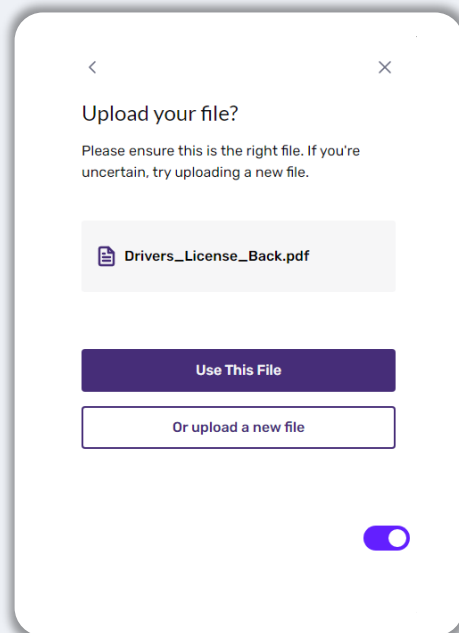 Upload your file?
Please ensure this is the right file. If you're
uncertain, try uploading a new file.
Drivers_License_Back.pdf
Use This File
Or upload a new file